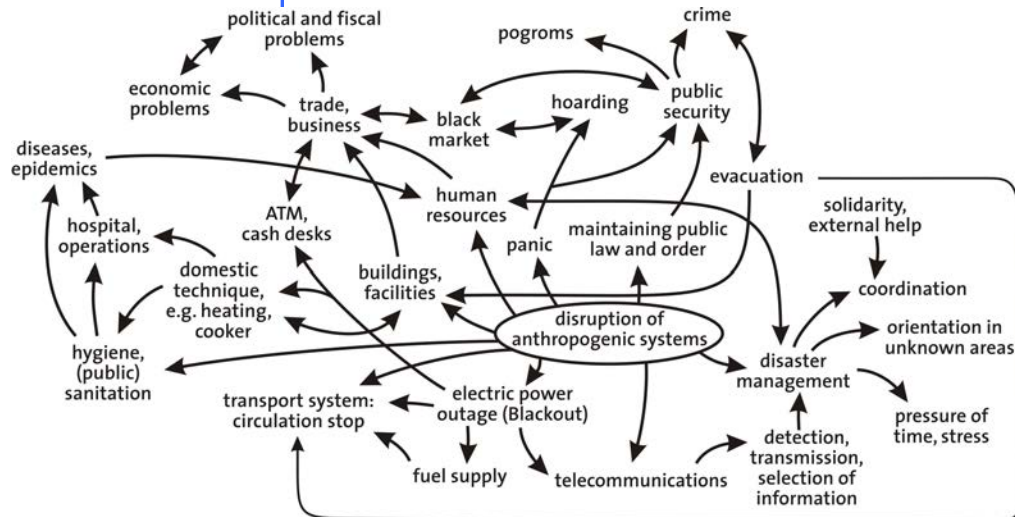 political and fiscal
problems
crime
pogroms
economic
problems
trade,
business
black
market
hoarding
public
security
diseases,
epidemics
evacuation
human
resources
solidarity,
external help
hospital,
operations
ATM,
cash desks
panic
maintaining public
law and order
domestic
technique,
e.g. heating,
cooker
buildings,
facilities
coordination
disruption of
anthropogenic systems
orientation in
unknown areas
hygiene,
(public)
sanitation
disaster
management
transport system:
circulation stop
electric power
outage (Blackout)
pressure of
time, stress
detection,
transmission,
selection of
information
fuel supply
telecommunications